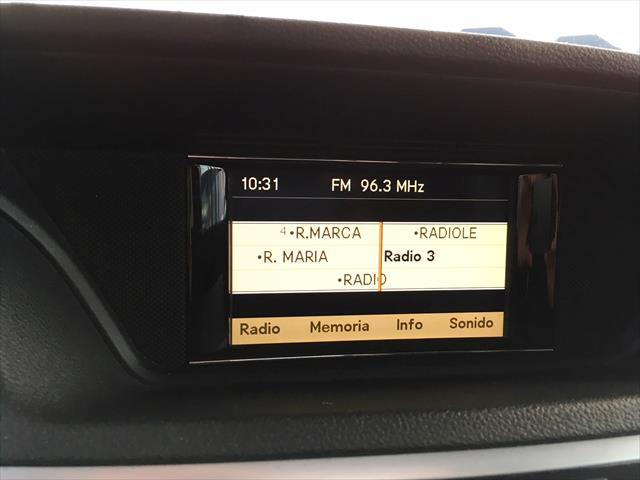 10:31 FM 96.3 MHz
4 •R.MARCA •RADIOLE
•R. MARIA Radio 3
•RADIO
Radio Memoria Info Sonido